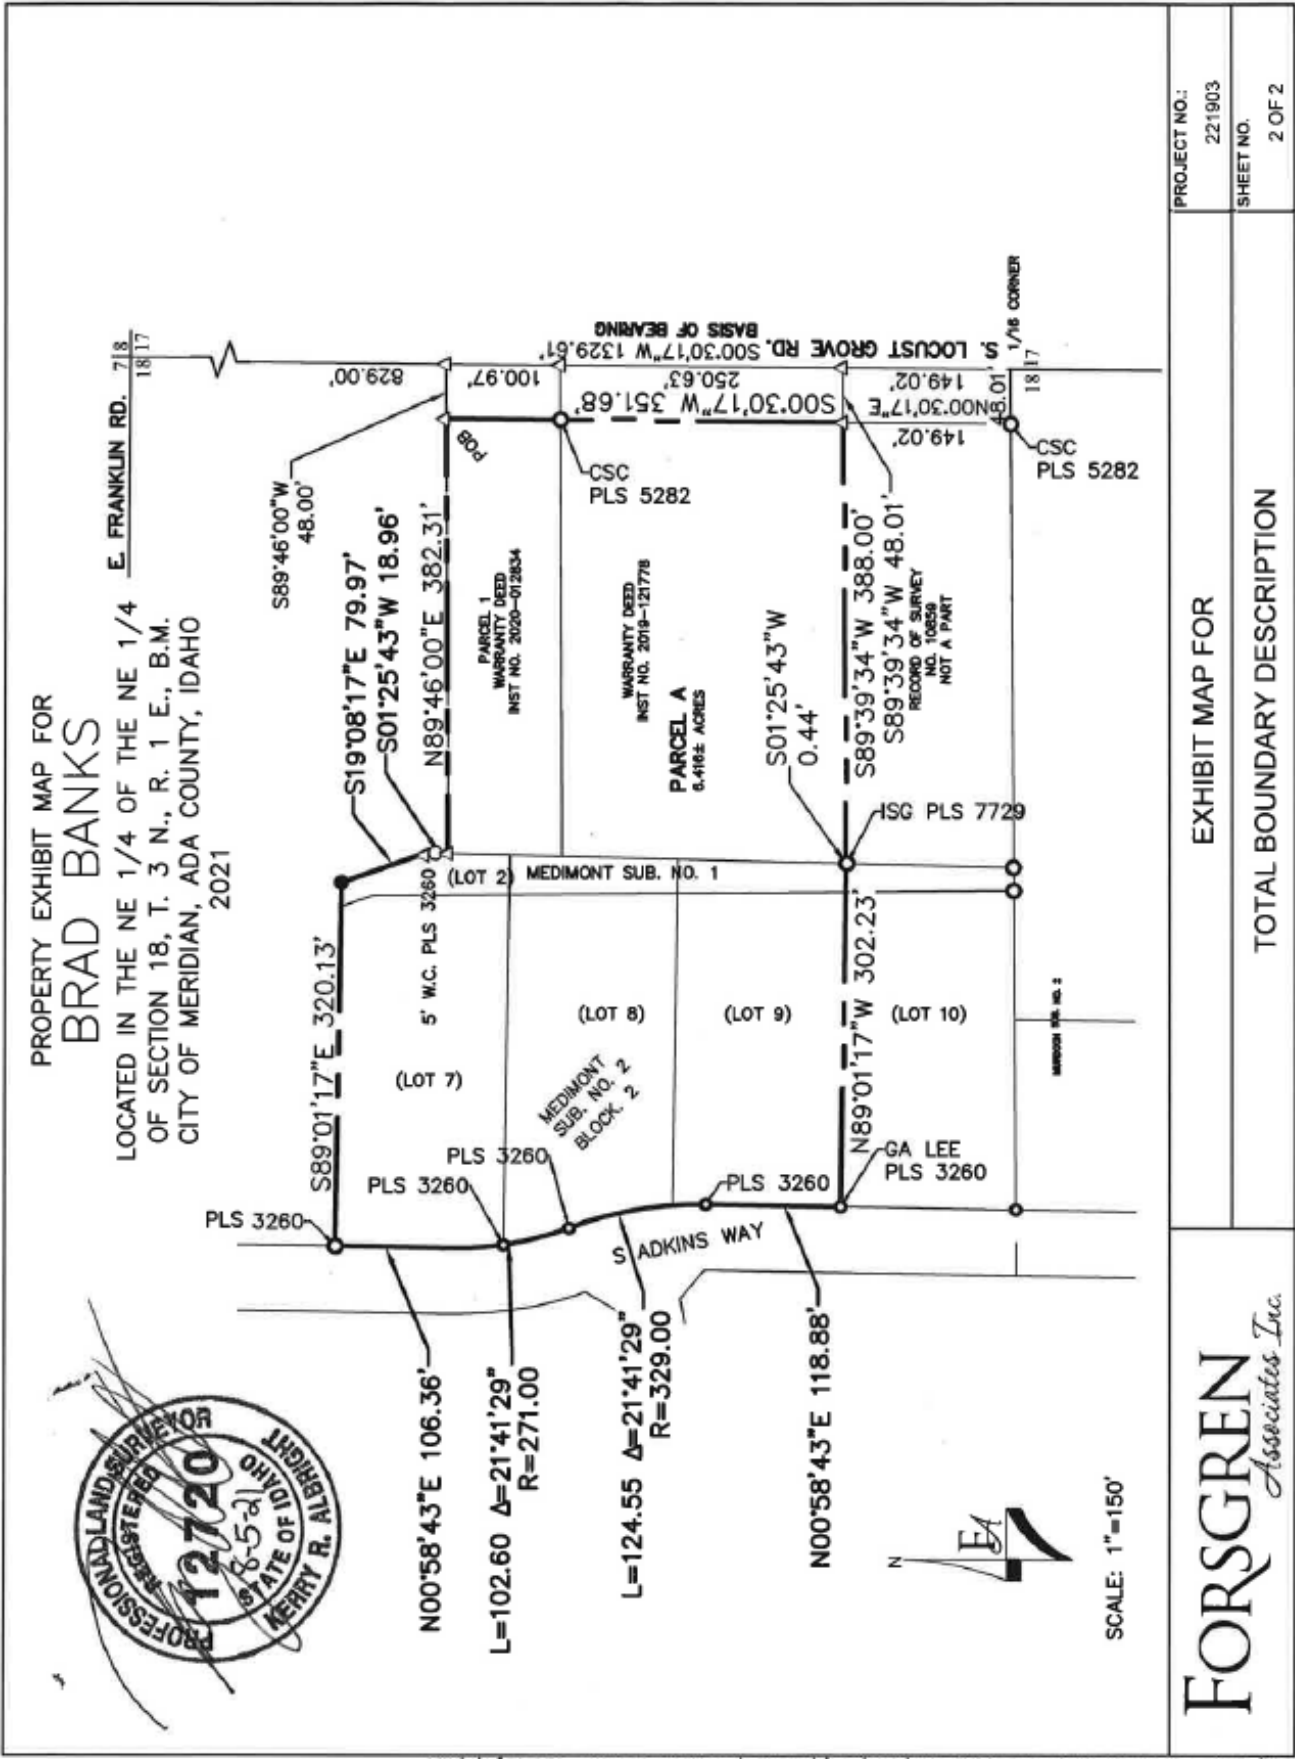 PROPERTY EXHIBIT MAP FOR
BRAD BANKS
LOCATED IN THE NE 1/4 OF THE NE 1/4
OF SECTION 18, T. 3 N., R. 1 E., B.M.
CITY OF MERIDIAN, ADA COUNTY, IDAHO
2021
E. FRANKLIN RD.
7 8
18 17
PROFESSIONAL LAND SURVEYOR
REGISTERED
12720
8-5-21
STATE OF IDAHO
KERRY R. ALBRIGHT
S89°46'00"W
48.00'
829.00'
S19°08'17"E 79.97'
S01°25'43"W 18.96'
S89°01'17"E 320.13'
N89°46'00"E 382.31'
POB
100.97'
PLS 3260
5' W.C. PLS 3260
(LOT 2)
MEDIMONT SUB. NO. 1
PARCEL 1
WARRANTY DEED
INST NO. 2020-012834
CSC
PLS 5282
S00°30'17"W 351.68'
250.63'
S00°30'17"W 1329.61'
BASIS OF BEARING
S. LOCUST GROVE RD.
(LOT 7)
PLS 3260
PLS 3260
MEDIMONT
SUB. NO. 2
BLOCK. 2
(LOT 8)
WARRANTY DEED
INST NO. 2019-121778
PARCEL A
6.416± ACRES
N00°58'43"E 106.36'
L=102.60 Δ=21°41'29"
R=271.00
S ADKINS WAY
PLS 3260
(LOT 9)
S01°25'43"W
0.44'
L=124.55 Δ=21°41'29"
R=329.00
N00°58'43"E 118.88'
N89°01'17"W 302.23'
S89°39'34"W 388.00'
S89°39'34"W 48.01'
RECORD OF SURVEY
NO. 10859
NOT A PART
149.02'
N00°30'17"E
149.02'
GA LEE
PLS 3260
(LOT 10)
ISG PLS 7729
48.01'
1/16 CORNER
18 17
CSC
PLS 5282
N
FA
SCALE: 1"=150'
FORSGREN
Associates Inc.
EXHIBIT MAP FOR
TOTAL BOUNDARY DESCRIPTION
PROJECT NO.:
221903
SHEET NO.
2 OF 2